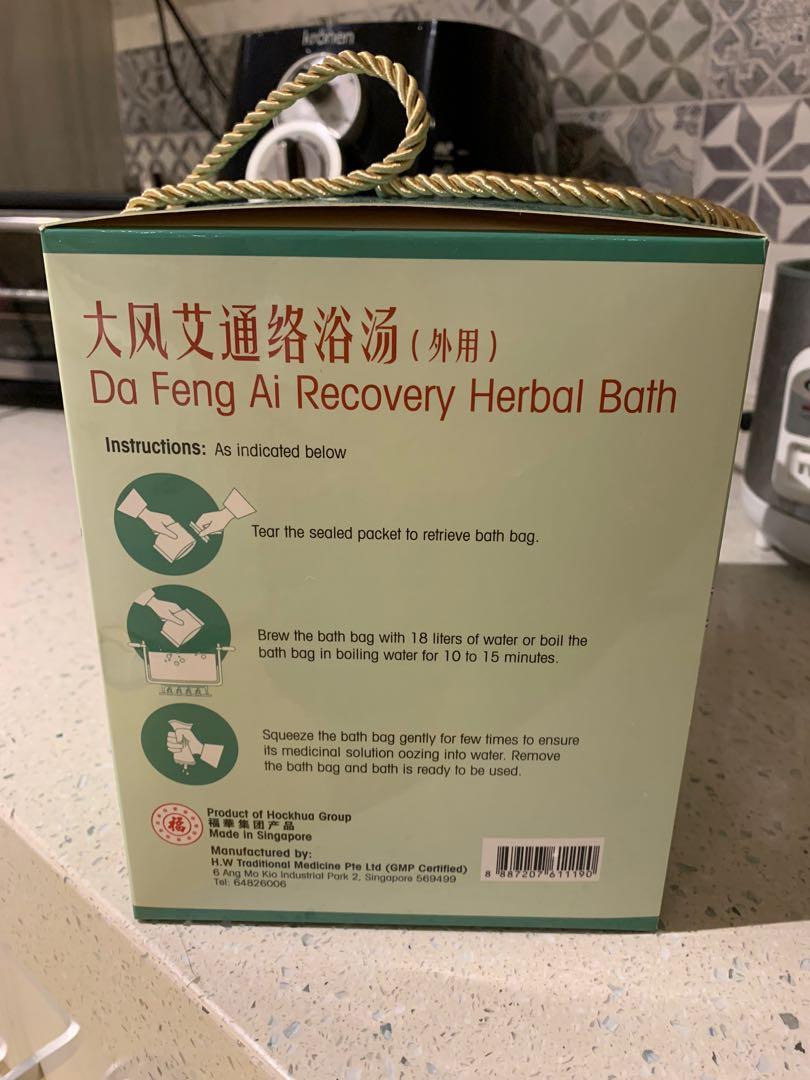 krönen
大风艾通络浴汤（外用）
Da Feng Ai Recovery Herbal Bath
Instructions: As indicated below
Tear the sealed packet to retrieve bath bag.
Brew the bath bag with 18 liters of water or boil the
bath bag in boiling water for 10 to 15 minutes.
Squeeze the bath bag gently for few times to ensure
its medicinal solution oozing into water. Remove
the bath bag and bath is ready to be used.
福
Product of Hockhua Group
福華集团产品
Made in Singapore
Manufactured by:
H.W Traditional Medicine Pte Ltd (GMP Certified)
6 Ang Mo Kio Industrial Park 2, Singapore 569499
Tel: 64826006
8 887207 611190